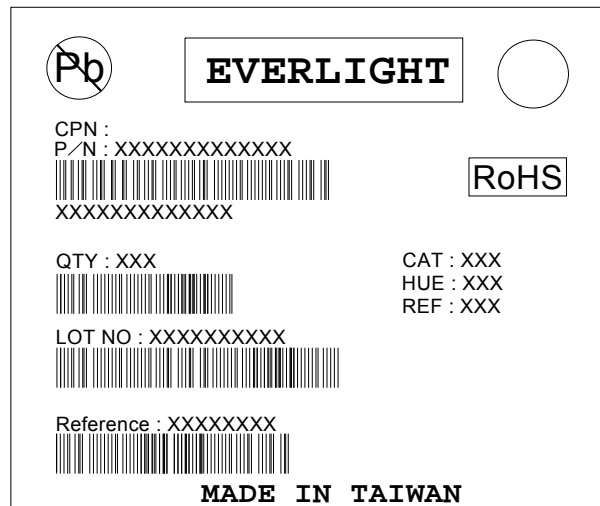 Pb
EVERLIGHT
CPN :
P/N : XXXXXXXXXXXXX
RoHS
XXXXXXXXXXXXX
QTY : XXX
CAT : XXX
HUE : XXX
REF : XXX
LOT NO : XXXXXXXXXX
Reference : XXXXXXXX
MADE IN TAIWAN